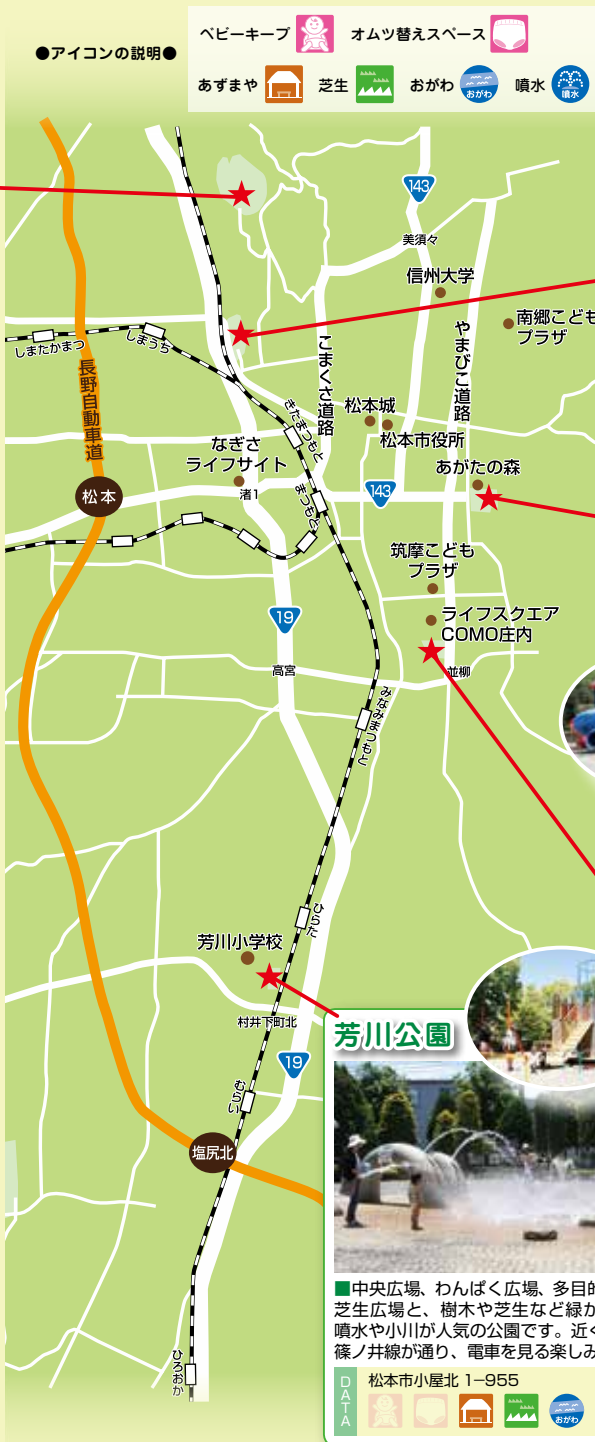 ●アイコンの説明●
ベビーキープ
オムツ替えスペース
あずまや
芝生
おがわ
おがわ
噴水
噴水
143
美須々
信州大学
南郷こども
プラザ
しまたかまつ
しまうち
長野自動車道
こまくさ道路
やまびこ道路
きたまつもと
松本城
松本市役所
なぎさ
ライフサイト
渚1
あがたの森
松本
まつもと
143
筑摩こども
プラザ
ライフスクエア
COMO庄内
19
高宮
並柳
みなみまつもと
ひらた
芳川小学校
村井下町北
19
むらい
塩尻北
ひろおか
芳川公園
■中央広場、わんぱく広場、多目的
芝生広場と、樹木や芝生など緑か
噴水や小川が人気の公園です。近く
篠ノ井線が通り、電車を見る楽しみ
DATA
松本市小屋北 1−955
おがわ